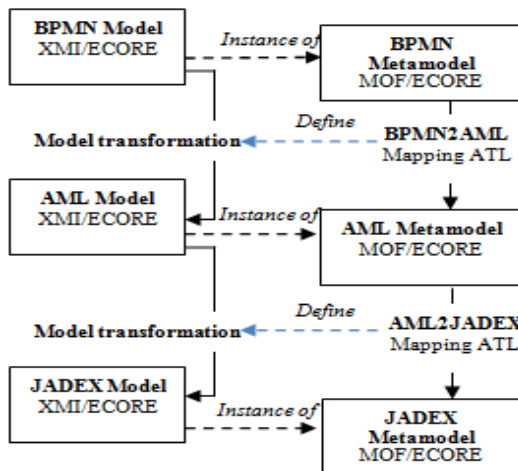 BPMN Model
XMI/ECORE
Instance of
BPMN
Metamodel
MOF/ECORE
Model transformation
Define
BPMN2AML
Mapping ATL
AML Model
XMI/ECORE
Instance of
AML Metamodel
MOF/ECORE
Model transformation
Define
AML2JADEX
Mapping ATL
JADEX Model
XMI/ECORE
Instance of
JADEX
Metamodel
MOF/ECORE